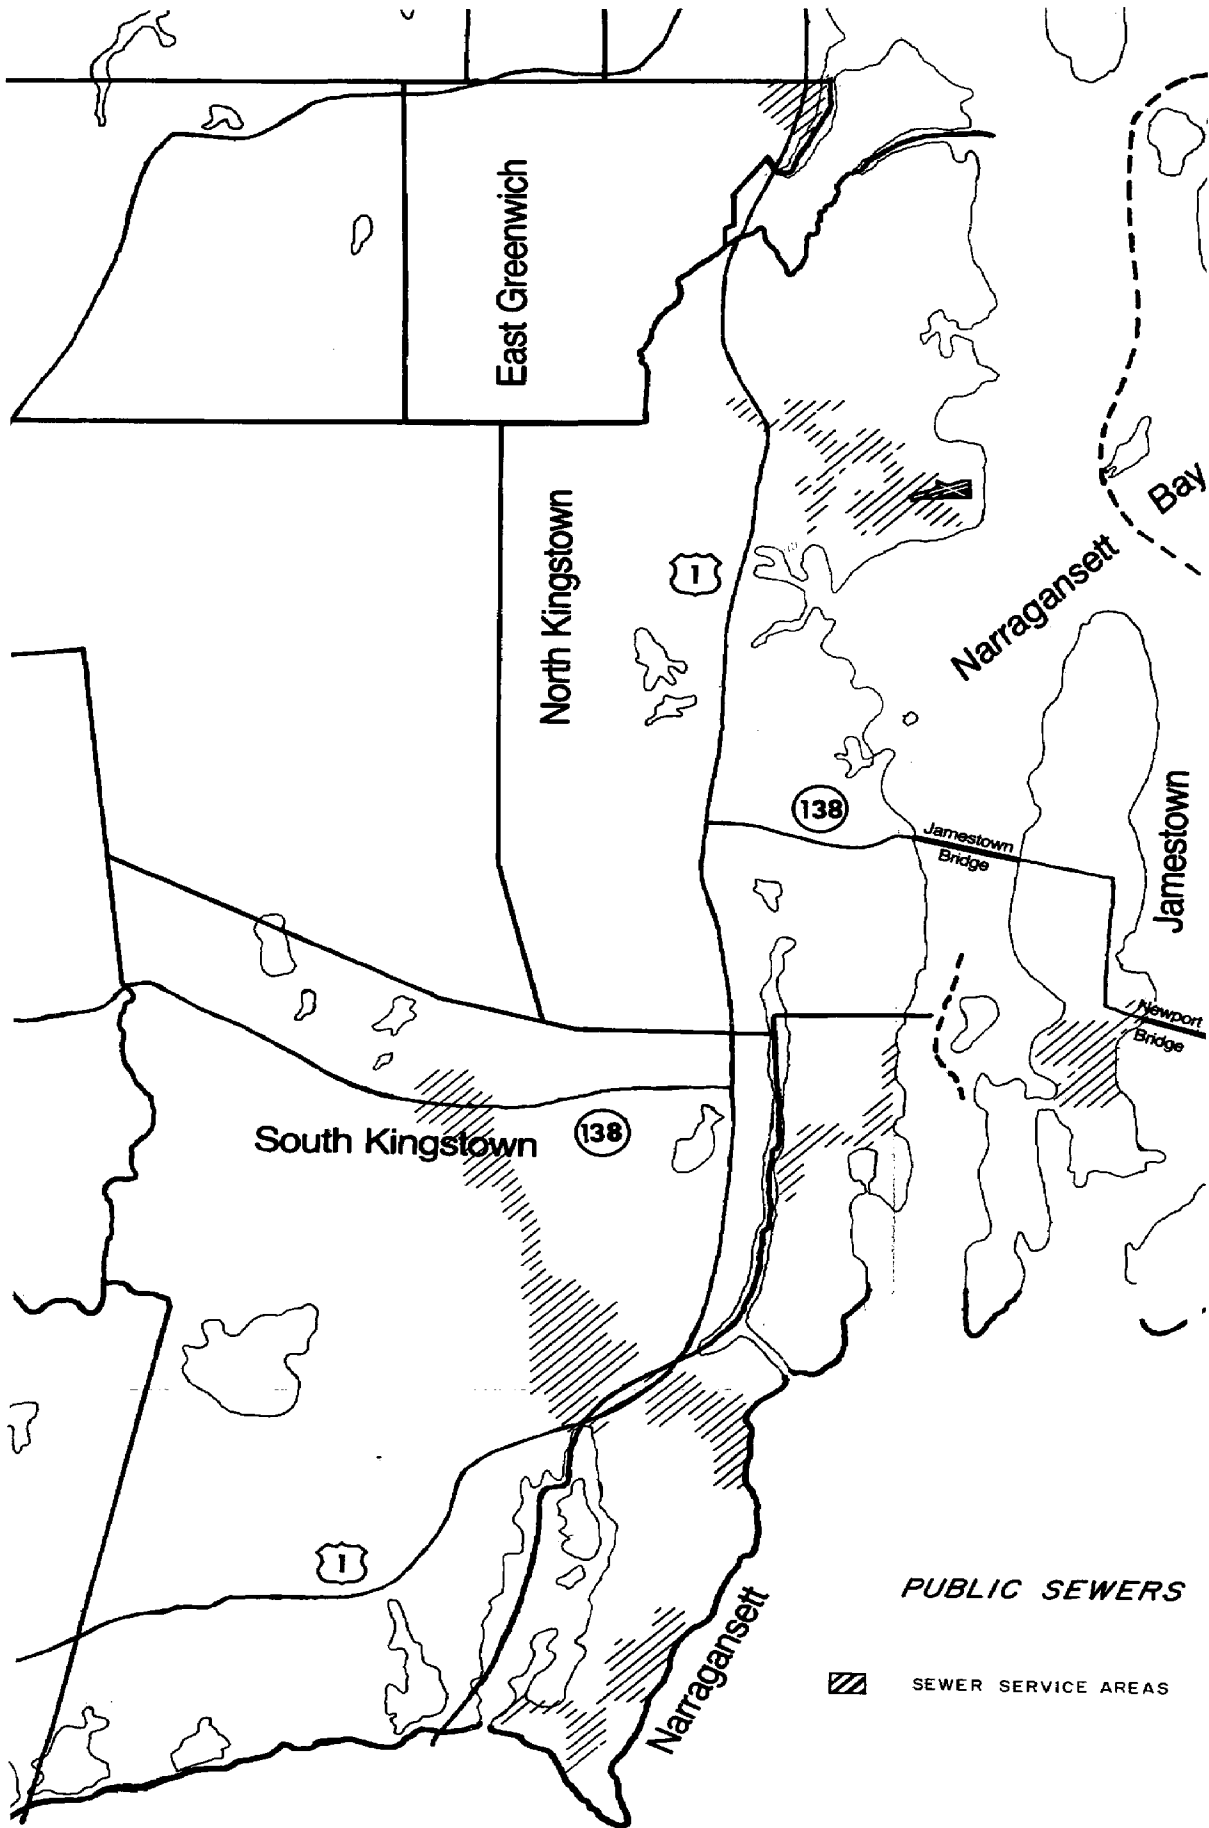 East Greenwich
Bay
North Kingstown
1
Narragansett
138
Jamestown
Bridge
Jamestown
Newport
Bridge
South Kingstown
138
1
PUBLIC SEWERS
Narragansett
SEWER SERVICE AREAS